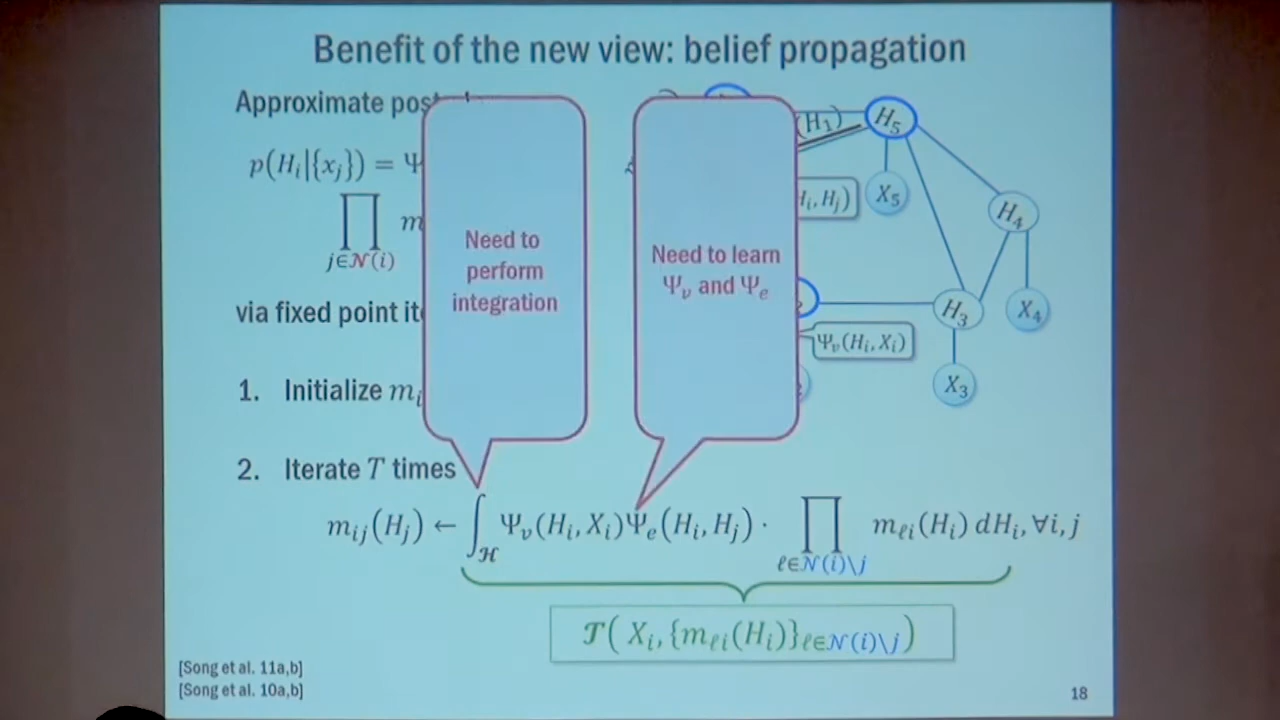 Benefit of the new view: belief propagation
Approximate
p(H_i|{x_j}) = Ψ
∏ m
j∈𝒩(i)
via fixed point
1. Initialize m
2. Iterate T times
m_ij(H_j) ← ∫_ℋ Ψ_v(H_i, X_i)Ψ_e(H_i, H_j) · ∏_{ℓ∈𝒩(i)\j} m_ℓi(H_i) dH_i, ∀i, j
𝒯( X_i, {m_ℓi(H_i)}_{ℓ∈𝒩(i)\j} )
Need to
perform
integration
Need to learn
Ψ_v and Ψ_e
(H_1)
H_5
X_5
H_i, H_j)
H_4
X_4
H_3
Ψ_v(H_i, X_i)
X_3
[Song et al. 11a,b]
[Song et al. 10a,b]
18